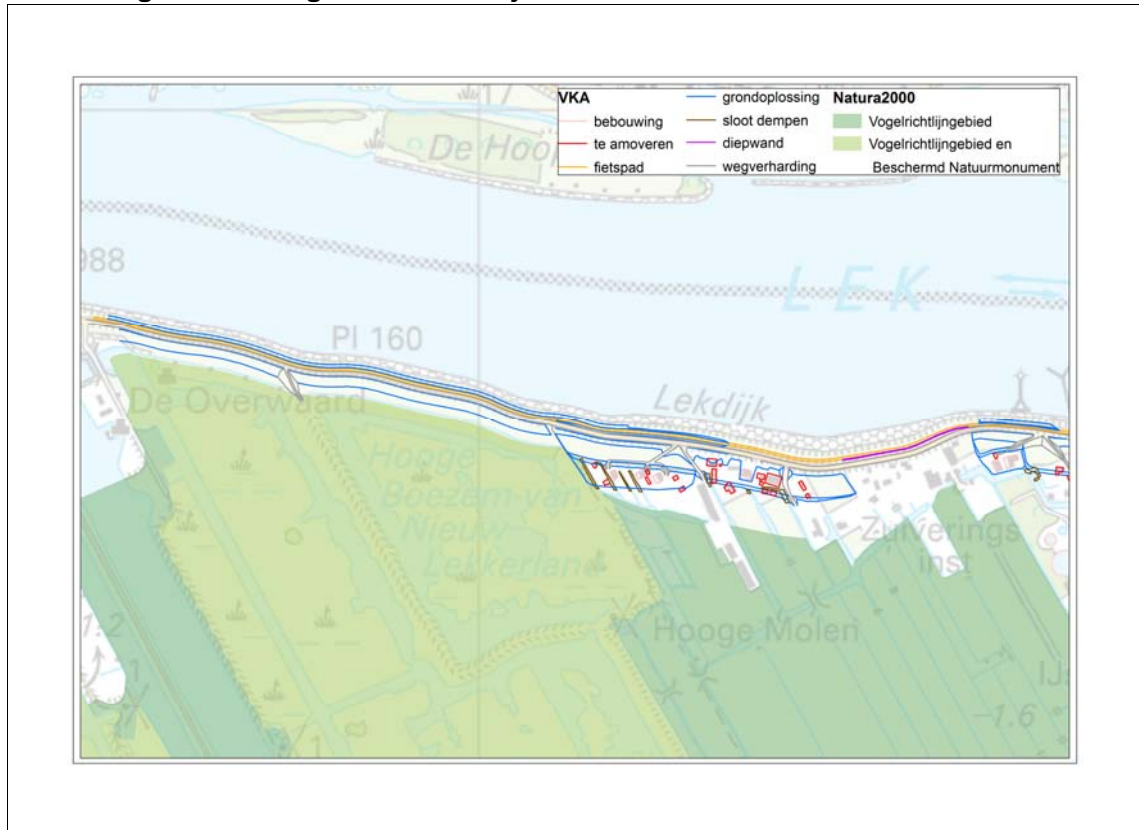 VKA
bebouwing
te amoveren
fietspad
grondoplossing
sloot dempen
diepwand
wegverharding
Natura2000
Vogelrichtlijngebied
Vogelrichtlijngebied en
Beschermd Natuurmonument
De Hoop
988
LEK
Pl 160
Lekdijk
De Overwaard
Hooge
Boezem van
Nieuw
Lekkerland
Zuiverings
inst
Hooge Molen
-1.6